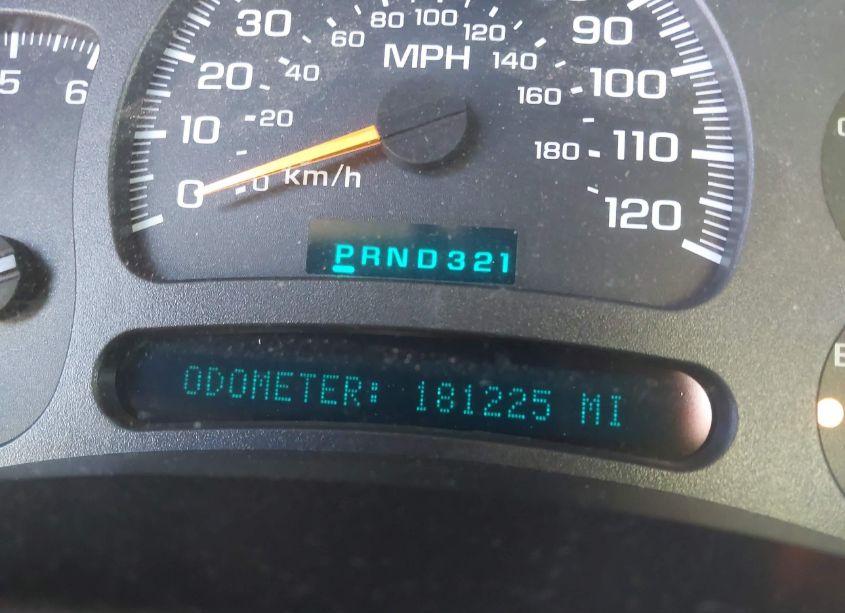 80 100 120
30 60 MPH 140 90
20 40 160 100
5 6 10 20 180 110
0 0 km/h 120
PRND321
ODOMETER: 181225 MI
E